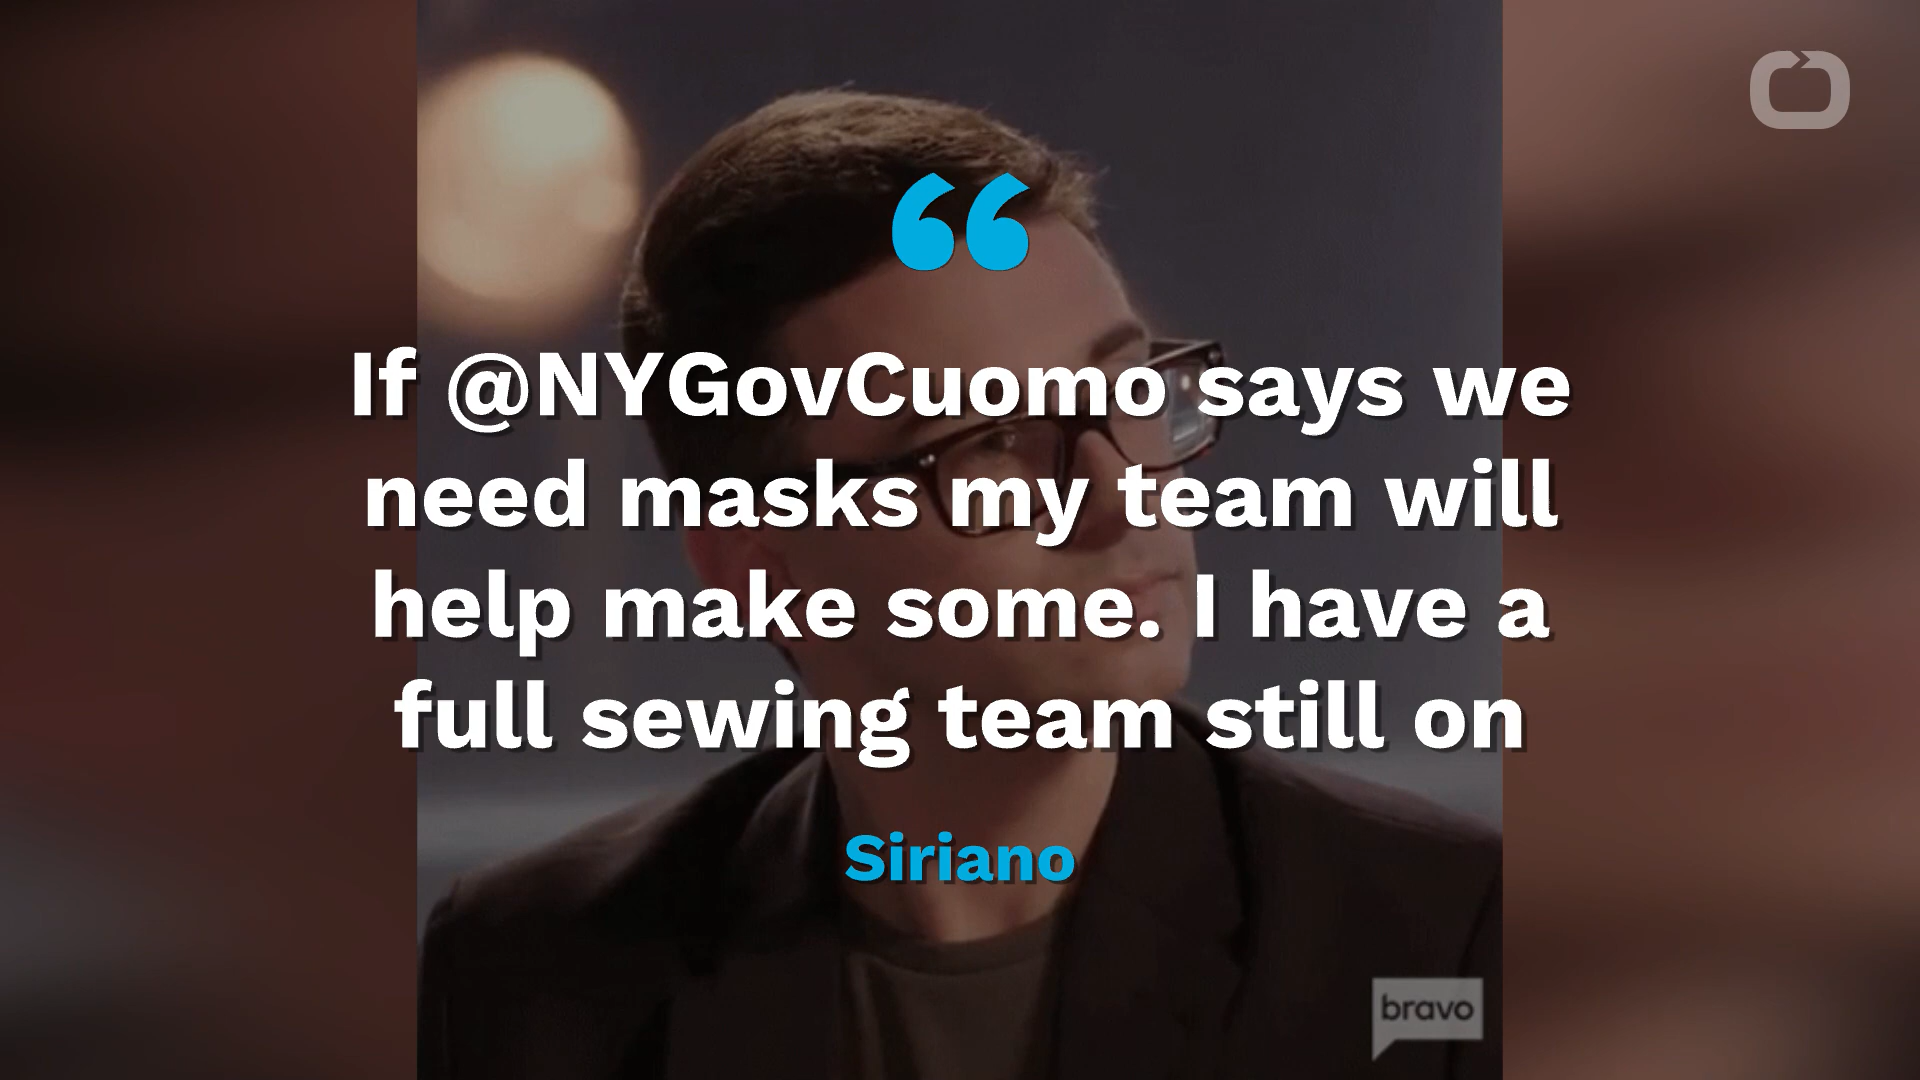 “
If @NYGovCuomo says we
need masks my team will
help make some. I have a
full sewing team still on
Siriano
bravo